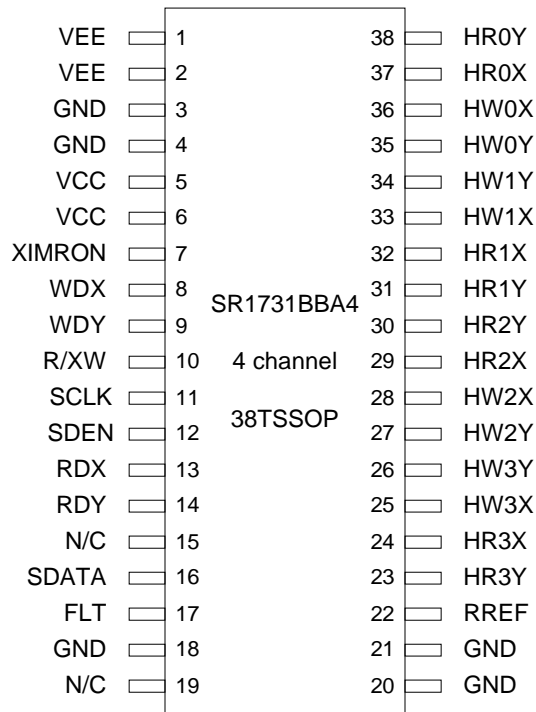 VEE 1 38 HR0Y
VEE 2 37 HR0X
GND 3 36 HW0X
GND 4 35 HW0Y
VCC 5 34 HW1Y
VCC 6 33 HW1X
XIMRON 7 32 HR1X
WDX 8 31 HR1Y
SR1731BBA4
WDY 9 30 HR2Y
R/XW 10 4 channel 29 HR2X
SCLK 11 28 HW2X
38TSSOP
SDEN 12 27 HW2Y
RDX 13 26 HW3Y
RDY 14 25 HW3X
N/C 15 24 HR3X
SDATA 16 23 HR3Y
FLT 17 22 RREF
GND 18 21 GND
N/C 19 20 GND